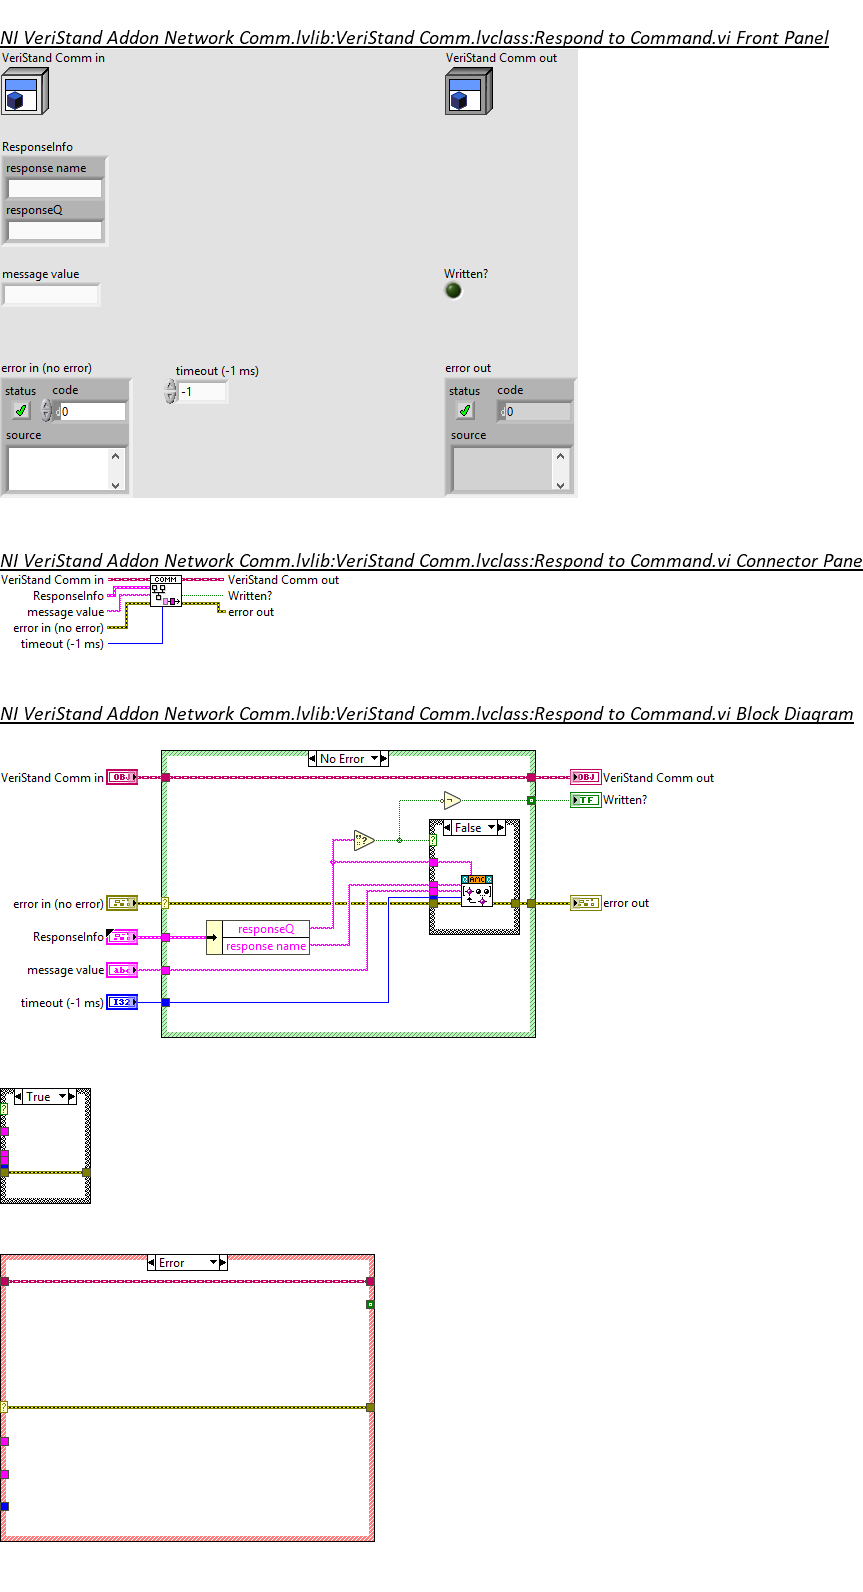 NI VeriStand Addon Network Comm.lvlib:VeriStand Comm.lvclass:Respond to Command.vi Front Panel
VeriStand Comm in
VeriStand Comm out
ResponseInfo
response name
responseQ
message value
Written?
error in (no error)
timeout (-1 ms)
error out
status
code
-1
status
code
0
0
source
source
NI VeriStand Addon Network Comm.lvlib:VeriStand Comm.lvclass:Respond to Command.vi Connector Pane
VeriStand Comm in
COMM
VeriStand Comm out
ResponseInfo
Written?
message value
error out
error in (no error)
timeout (-1 ms)
NI VeriStand Addon Network Comm.lvlib:VeriStand Comm.lvclass:Respond to Command.vi Block Diagram
No Error
VeriStand Comm in
OBJ
OBJ
VeriStand Comm out
TF
Written?
False
?
?
AMC
error in (no error)
?
error out
responseQ
ResponseInfo
response name
message value
abc
timeout (-1 ms)
I32
True
?
Error
?